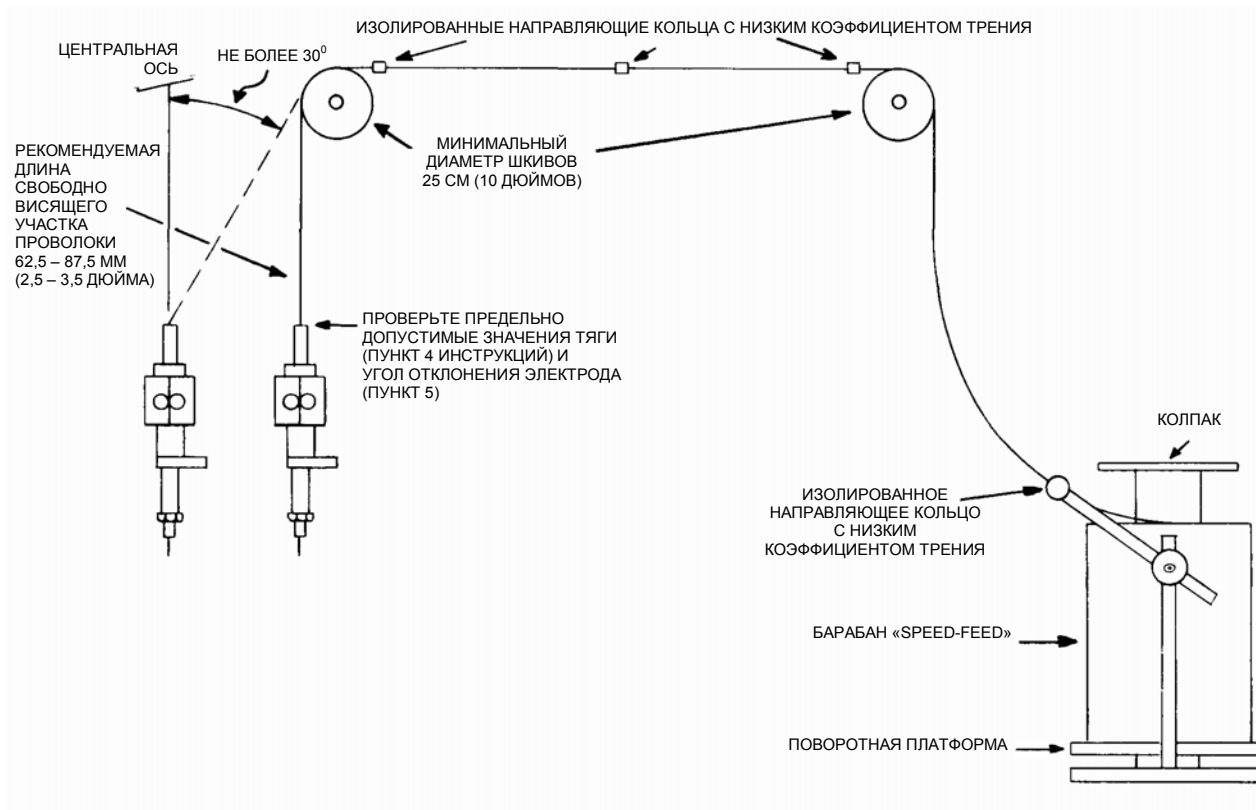 ИЗОЛИРОВАННЫЕ НАПРАВЛЯЮЩИЕ КОЛЬЦА С НИЗКИМ КОЭФФИЦИЕНТОМ ТРЕНИЯ
ЦЕНТРАЛЬНАЯ
ОСЬ
НЕ БОЛЕЕ 30⁰
РЕКОМЕНДУЕМАЯ
ДЛИНА
СВОБОДНО
ВИСЯЩЕГО
УЧАСТКА
ПРОВОЛОКИ
62,5 – 87,5 ММ
(2,5 – 3,5 ДЮЙМА)
МИНИМАЛЬНЫЙ
ДИАМЕТР ШКИВОВ
25 СМ (10 ДЮЙМОВ)
ПРОВЕРЬТЕ ПРЕДЕЛЬНО
ДОПУСТИМЫЕ ЗНАЧЕНИЯ ТЯГИ
(ПУНКТ 4 ИНСТРУКЦИЙ) И
УГОЛ ОТКЛОНЕНИЯ ЭЛЕКТРОДА
(ПУНКТ 5)
КОЛПАК
ИЗОЛИРОВАННОЕ
НАПРАВЛЯЮЩЕЕ КОЛЬЦО
С НИЗКИМ
КОЭФФИЦИЕНТОМ ТРЕНИЯ
БАРАБАН «SPEED-FEED»
ПОВОРОТНАЯ ПЛАТФОРМА